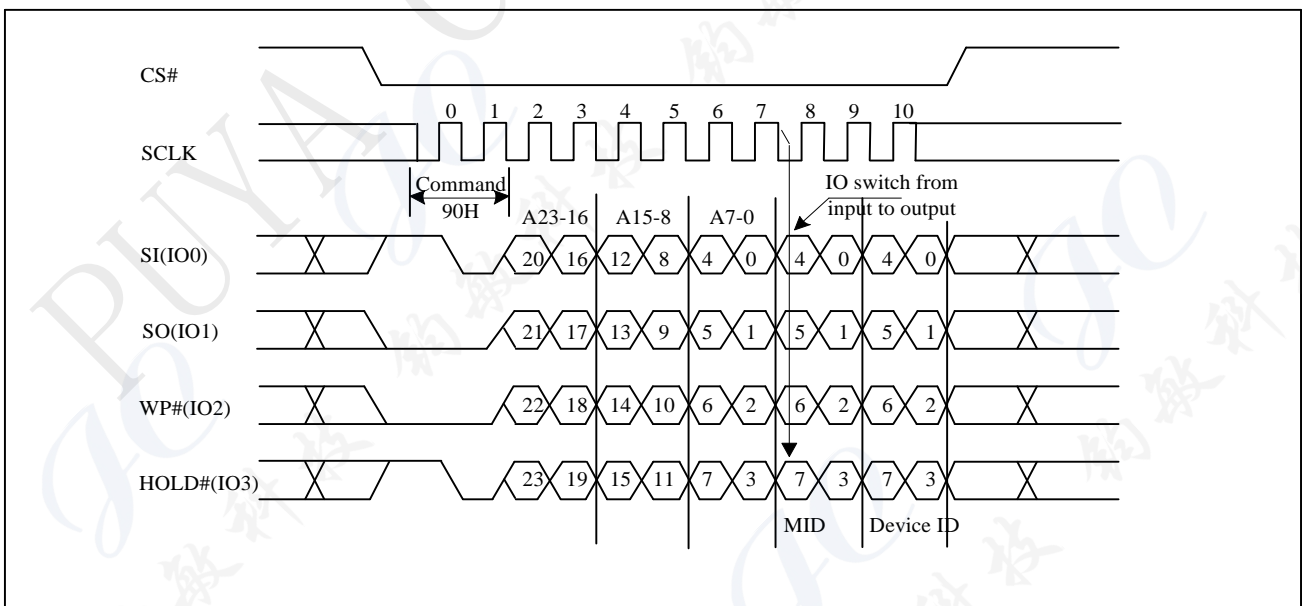 CS#
0 1 2 3 4 5 6 7 8 9 10
SCLK
Command
90H
IO switch from
input to output
A23-16 A15-8 A7-0
SI(IO0) 20 16 12 8 4 0 4 0 4 0
SO(IO1) 21 17 13 9 5 1 5 1 5 1
WP#(IO2) 22 18 14 10 6 2 6 2 6 2
HOLD#(IO3) 23 19 15 11 7 3 7 3 7 3
MID Device ID
PUYA